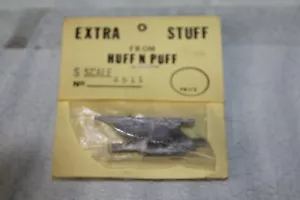 EXTRA STUFF
FROM
HUFF N PUFF
S SCALE
No.
PRICE